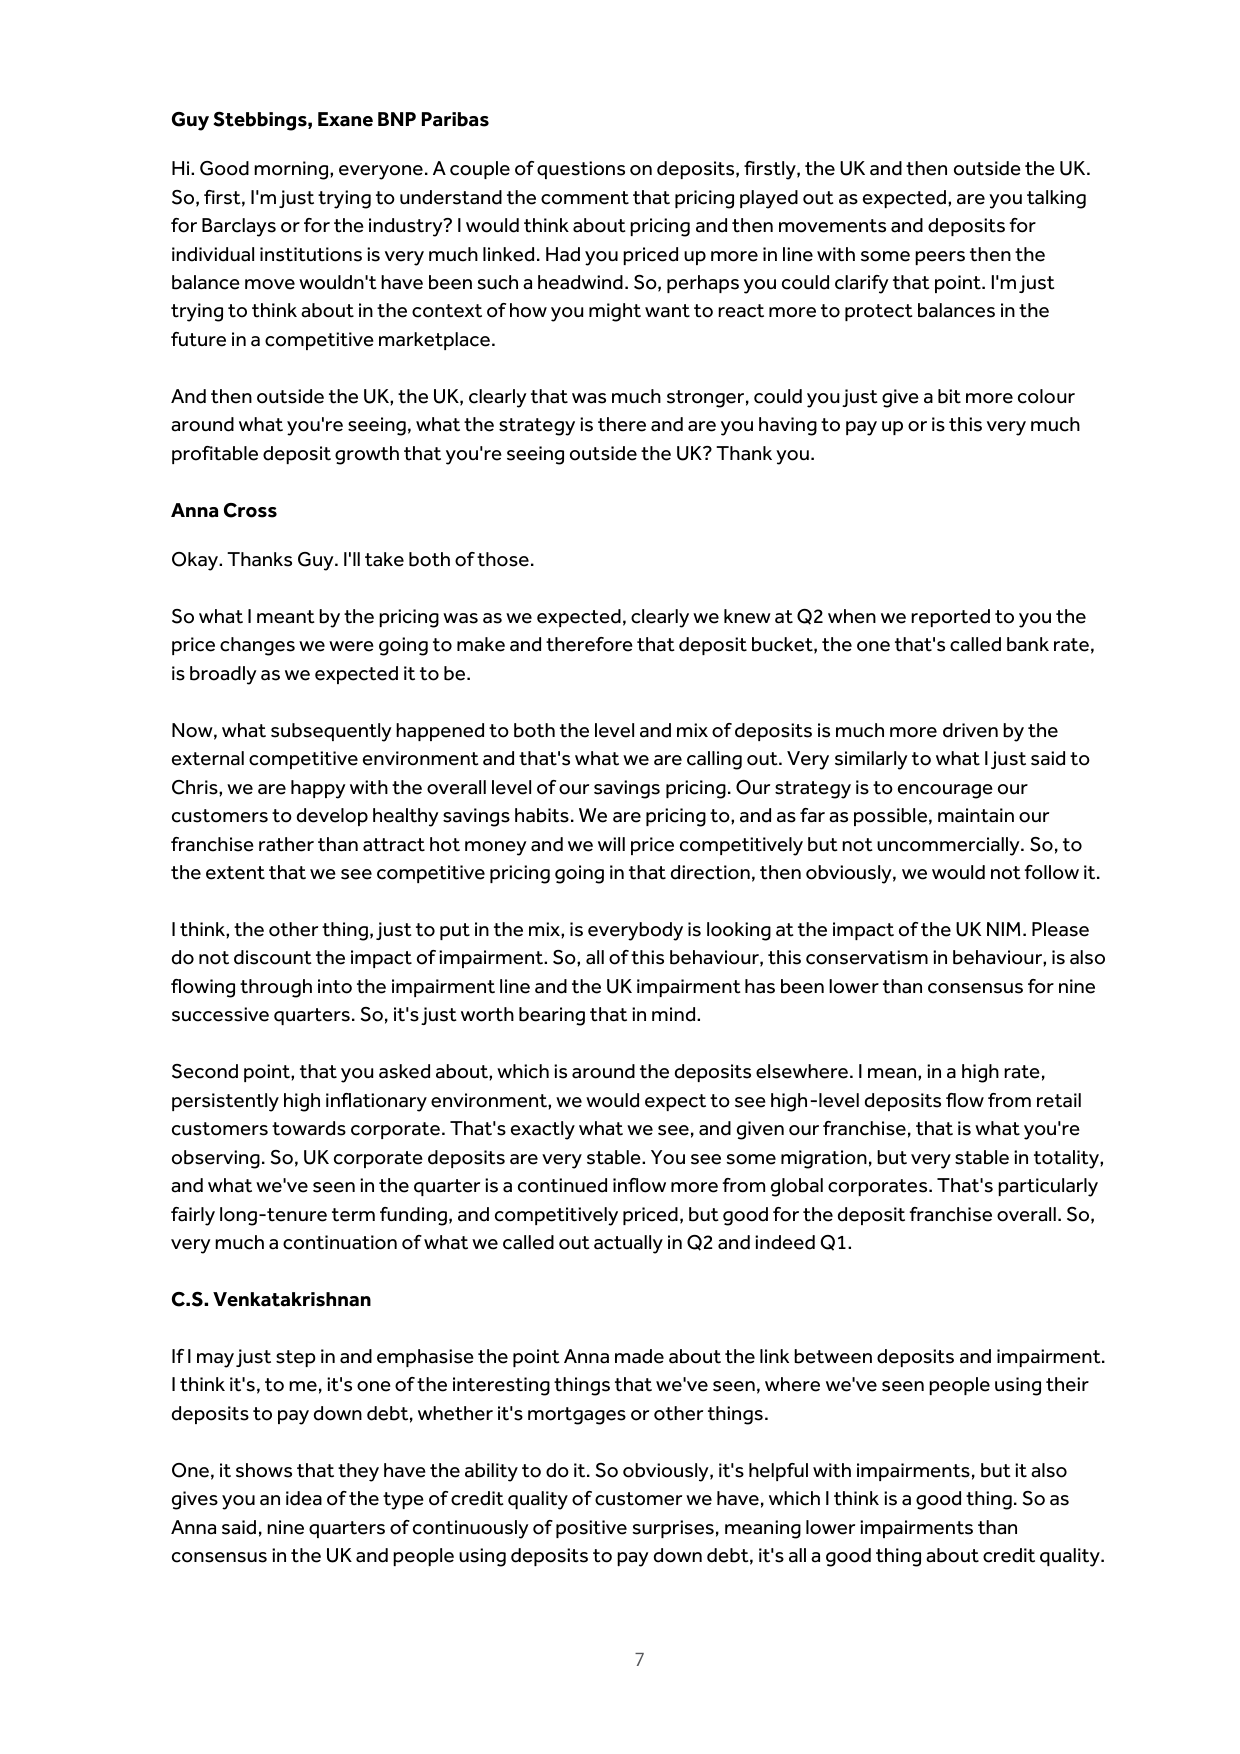 Guy Stebbings, Exane BNP Paribas
Hi. Good morning, everyone. A couple of questions on deposits, firstly, the UK and then outside the UK.
So, first, I'm just trying to understand the comment that pricing played out as expected, are you talking
for Barclays or for the industry? I would think about pricing and then movements and deposits for
individual institutions is very much linked. Had you priced up more in line with some peers then the
balance move wouldn't have been such a headwind. So, perhaps you could clarify that point. I'm just
trying to think about in the context of how you might want to react more to protect balances in the
future in a competitive marketplace.
And then outside the UK, the UK, clearly that was much stronger, could you just give a bit more colour
around what you're seeing, what the strategy is there and are you having to pay up or is this very much
profitable deposit growth that you're seeing outside the UK? Thank you.
Anna Cross
Okay. Thanks Guy. I'll take both of those.
So what I meant by the pricing was as we expected, clearly we knew at Q2 when we reported to you the
price changes we were going to make and therefore that deposit bucket, the one that's called bank rate,
is broadly as we expected it to be.
Now, what subsequently happened to both the level and mix of deposits is much more driven by the
external competitive environment and that's what we are calling out. Very similarly to what I just said to
Chris, we are happy with the overall level of our savings pricing. Our strategy is to encourage our
customers to develop healthy savings habits. We are pricing to, and as far as possible, maintain our
franchise rather than attract hot money and we will price competitively but not uncommercially. So, to
the extent that we see competitive pricing going in that direction, then obviously, we would not follow it.
I think, the other thing, just to put in the mix, is everybody is looking at the impact of the UK NIM. Please
do not discount the impact of impairment. So, all of this behaviour, this conservatism in behaviour, is also
flowing through into the impairment line and the UK impairment has been lower than consensus for nine
successive quarters. So, it's just worth bearing that in mind.
Second point, that you asked about, which is around the deposits elsewhere. I mean, in a high rate,
persistently high inflationary environment, we would expect to see high-level deposits flow from retail
customers towards corporate. That's exactly what we see, and given our franchise, that is what you're
observing. So, UK corporate deposits are very stable. You see some migration, but very stable in totality,
and what we've seen in the quarter is a continued inflow more from global corporates. That's particularly
fairly long-tenure term funding, and competitively priced, but good for the deposit franchise overall. So,
very much a continuation of what we called out actually in Q2 and indeed Q1.
C.S. Venkatakrishnan
If I may just step in and emphasise the point Anna made about the link between deposits and impairment.
I think it's, to me, it's one of the interesting things that we've seen, where we've seen people using their
deposits to pay down debt, whether it's mortgages or other things.
One, it shows that they have the ability to do it. So obviously, it's helpful with impairments, but it also
gives you an idea of the type of credit quality of customer we have, which I think is a good thing. So as
Anna said, nine quarters of continuously of positive surprises, meaning lower impairments than
consensus in the UK and people using deposits to pay down debt, it's all a good thing about credit quality.
7